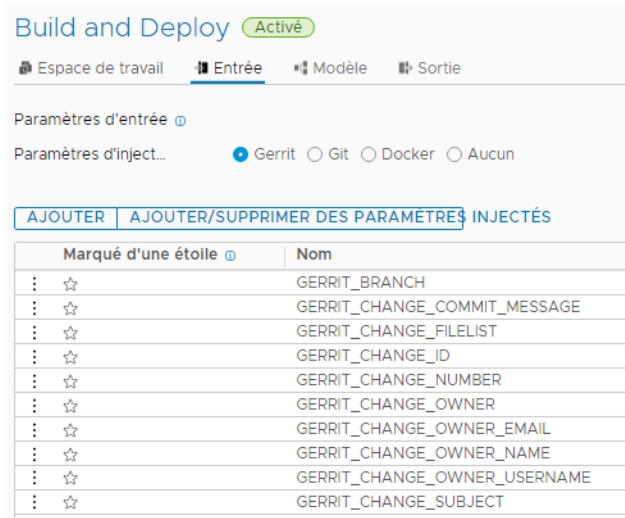 Build and Deploy Activé
Espace de travail Entrée Modèle Sortie
Paramètres d'entrée
Paramètres d'inject... Gerrit Git Docker Aucun
AJOUTER AJOUTER/SUPPRIMER DES PARAMÈTRES INJECTÉS
Marqué d'une étoile Nom
GERRIT_BRANCH
GERRIT_CHANGE_COMMIT_MESSAGE
GERRIT_CHANGE_FILELIST
GERRIT_CHANGE_ID
GERRIT_CHANGE_NUMBER
GERRIT_CHANGE_OWNER
GERRIT_CHANGE_OWNER_EMAIL
GERRIT_CHANGE_OWNER_NAME
GERRIT_CHANGE_OWNER_USERNAME
GERRIT_CHANGE_SUBJECT